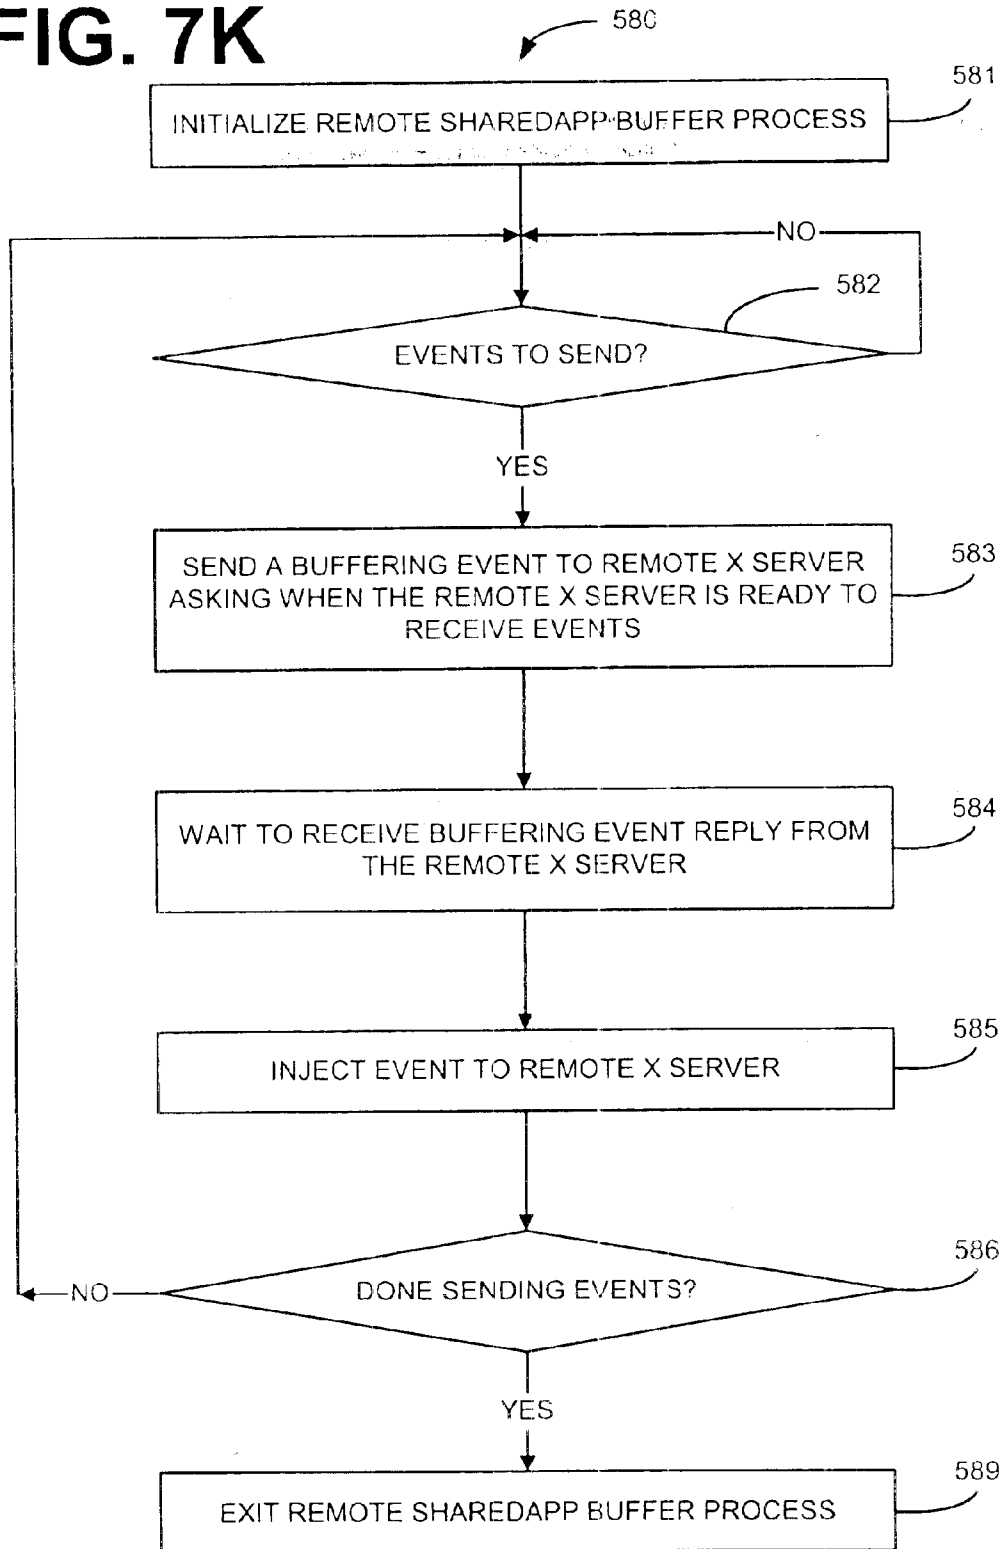 FIG. 7K
580
581
INITIALIZE REMOTE SHAREDAPP BUFFER PROCESS
NO
582
EVENTS TO SEND?
YES
583
SEND A BUFFERING EVENT TO REMOTE X SERVER
ASKING WHEN THE REMOTE X SERVER IS READY TO
RECEIVE EVENTS
584
WAIT TO RECEIVE BUFFERING EVENT REPLY FROM
THE REMOTE X SERVER
585
INJECT EVENT TO REMOTE X SERVER
586
NO
DONE SENDING EVENTS?
YES
589
EXIT REMOTE SHAREDAPP BUFFER PROCESS